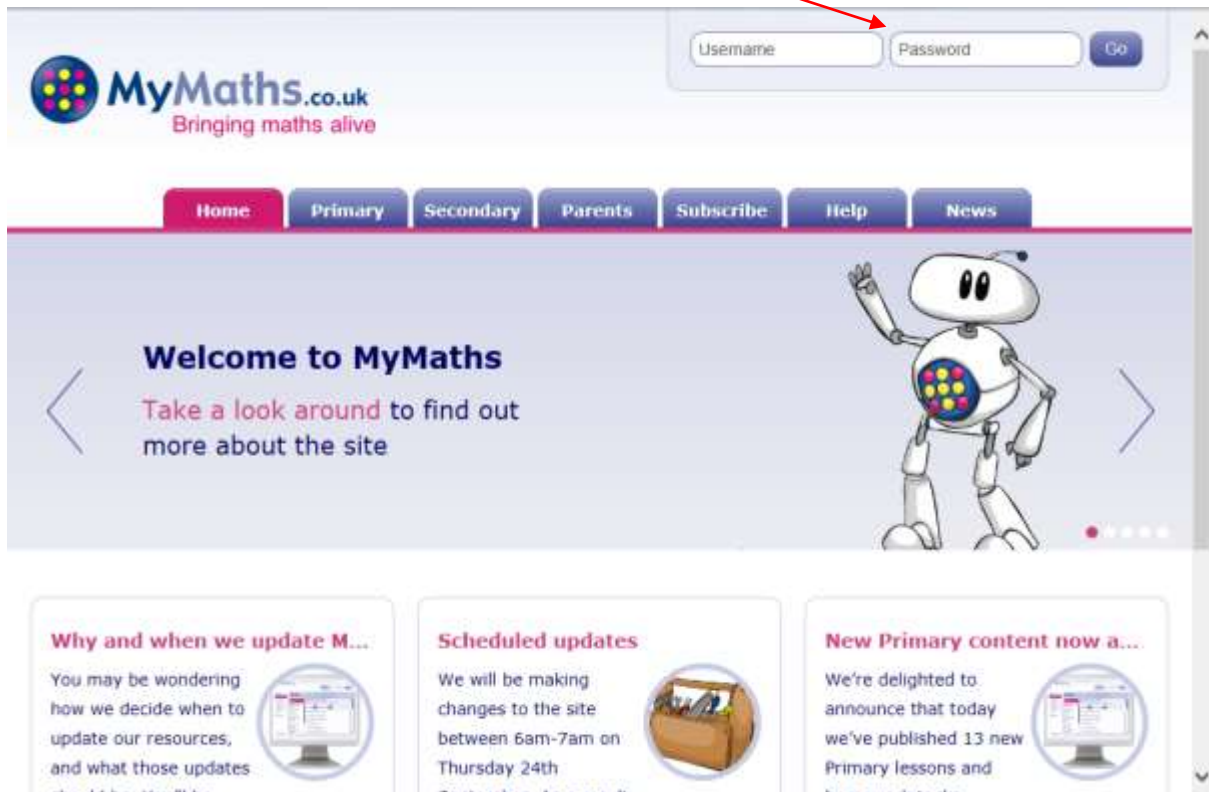 Username Password Go
MyMaths.co.uk
Bringing maths alive
Home Primary Secondary Parents Subscribe Help News
Welcome to MyMaths
Take a look around to find out
more about the site
Why and when we update M...
You may be wondering
how we decide when to
update our resources,
and what those updates
Scheduled updates
We will be making
changes to the site
between 6am-7am on
Thursday 24th
New Primary content now a...
We're delighted to
announce that today
we've published 13 new
Primary lessons and